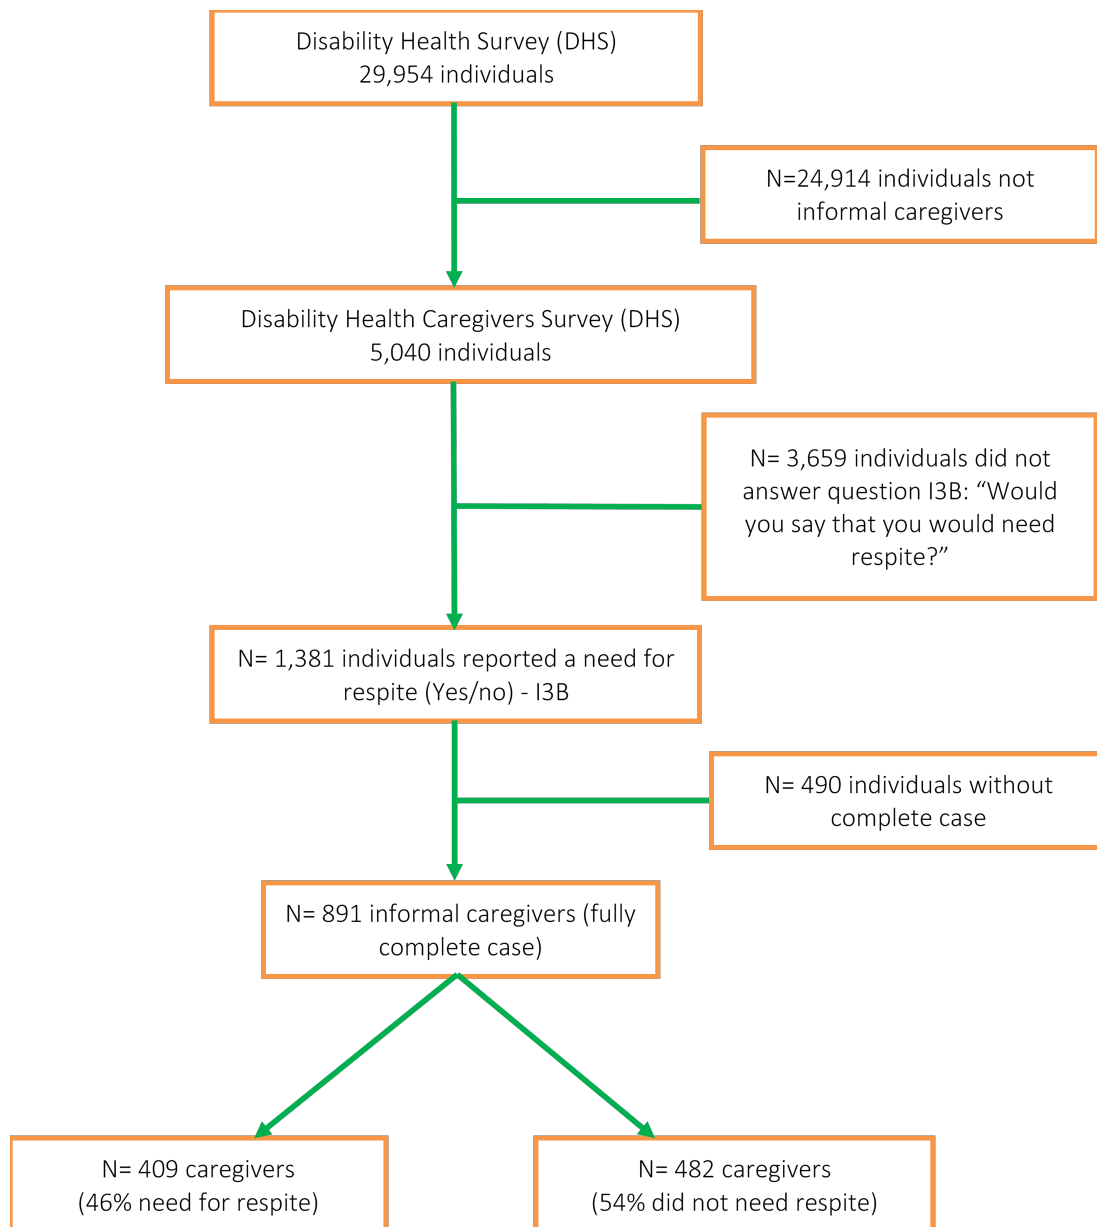 Disability Health Survey (DHS)
29,954 individuals
N=24,914 individuals not
informal caregivers
Disability Health Caregivers Survey (DHS)
5,040 individuals
N= 3,659 individuals did not
answer question I3B: “Would
you say that you would need
respite?”
N= 1,381 individuals reported a need for
respite (Yes/no) - I3B
N= 490 individuals without
complete case
N= 891 informal caregivers (fully
complete case)
N= 409 caregivers
(46% need for respite)
N= 482 caregivers
(54% did not need respite)